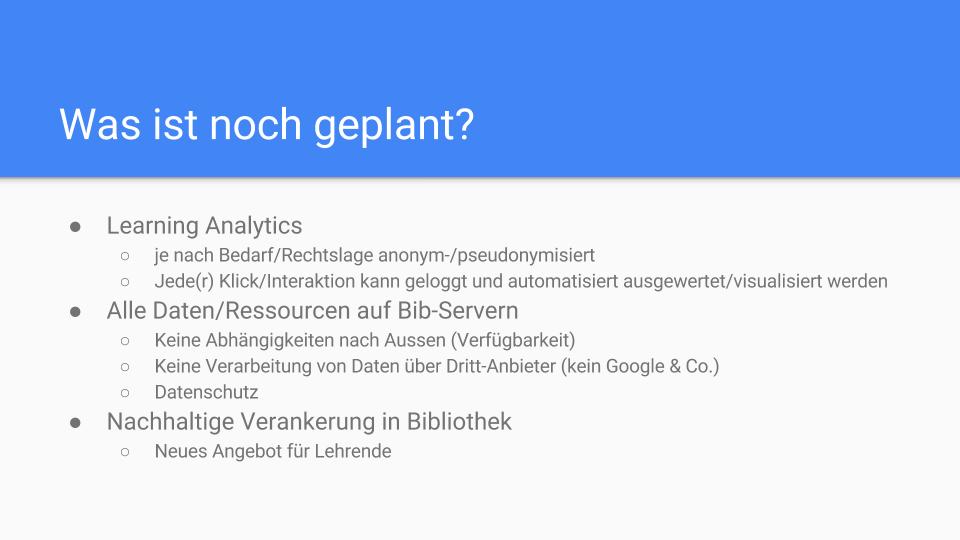 Was ist noch geplant?
● Learning Analytics
○ je nach Bedarf/Rechtslage anonym-/pseudonymisiert
○ Jede(r) Klick/Interaktion kann geloggt und automatisiert ausgewertet/visualisiert werden
● Alle Daten/Ressourcen auf Bib-Servern
○ Keine Abhängigkeiten nach Aussen (Verfügbarkeit)
○ Keine Verarbeitung von Daten über Dritt-Anbieter (kein Google & Co.)
○ Datenschutz
● Nachhaltige Verankerung in Bibliothek
○ Neues Angebot für Lehrende